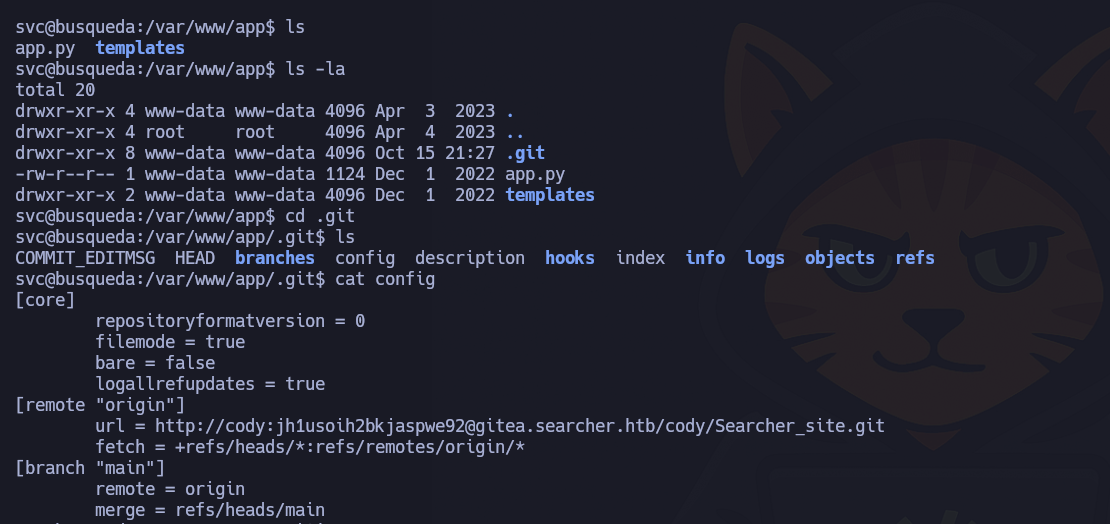 svc@busqueda:/var/www/app$ ls
app.py  templates
svc@busqueda:/var/www/app$ ls -la
total 20
drwxr-xr-x 4 www-data www-data 4096 Apr  3  2023 .
drwxr-xr-x 4 root     root     4096 Apr  4  2023 ..
drwxr-xr-x 8 www-data www-data 4096 Oct 15 21:27 .git
-rw-r--r-- 1 www-data www-data 1124 Dec  1  2022 app.py
drwxr-xr-x 2 www-data www-data 4096 Dec  1  2022 templates
svc@busqueda:/var/www/app$ cd .git
svc@busqueda:/var/www/app/.git$ ls
COMMIT_EDITMSG  HEAD  branches  config  description  hooks  index  info  logs  objects  refs
svc@busqueda:/var/www/app/.git$ cat config
[core]
        repositoryformatversion = 0
        filemode = true
        bare = false
        logallrefupdates = true
[remote "origin"]
        url = http://cody:jh1usoih2bkjaspwe92@gitea.searcher.htb/cody/Searcher_site.git
        fetch = +refs/heads/*:refs/remotes/origin/*
[branch "main"]
        remote = origin
        merge = refs/heads/main